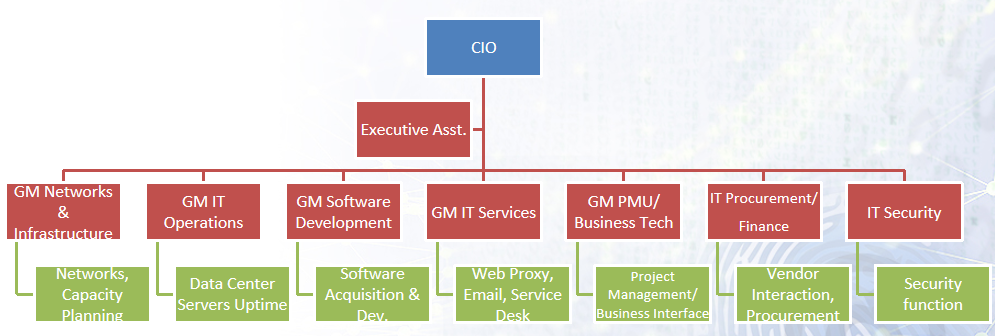 CIO
Executive Asst.
GM Networks
&
Infrastructure
GM IT
Operations
GM Software
Development
GM IT Services
GM PMU/
Business Tech
IT Procurement/
Finance
IT Security
Networks,
Capacity
Planning
Data Center
Servers Uptime
Software
Acquisition &
Dev.
Web Proxy,
Email, Service
Desk
Project
Management/
Business Interface
Vendor
Interaction,
Procurement
Security
function